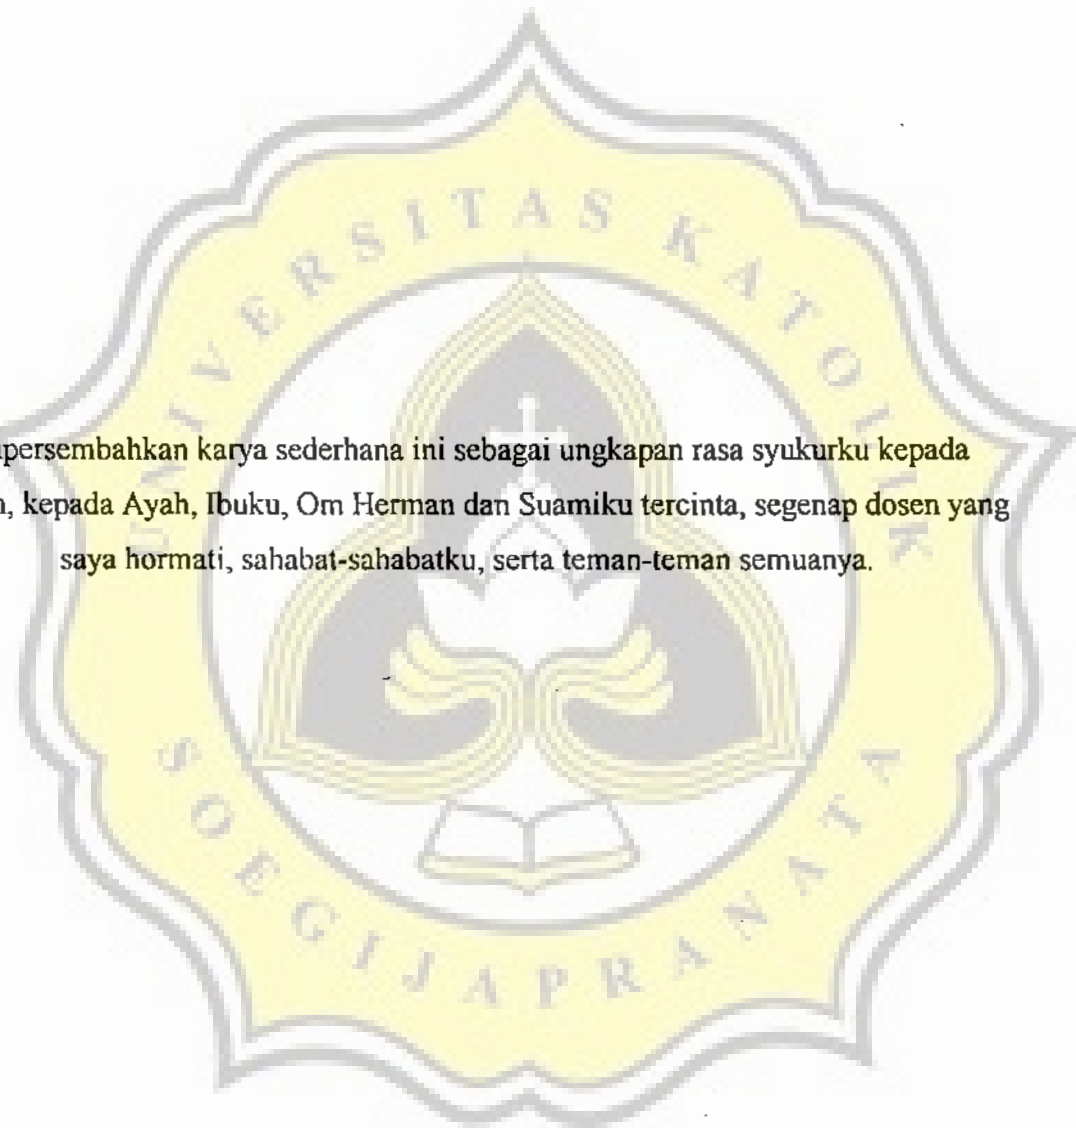 UNIVERSITAS KATOLIK
persembahkan karya sederhana ini sebagai ungkapan rasa syukurku kepada
kepada Ayah, Ibuku, Om Herman dan Suamiku tercinta, segenap dosen yang
saya hormati, sahabat-sahabatku, serta teman-teman semuanya.
SOEGIJAPRANATA